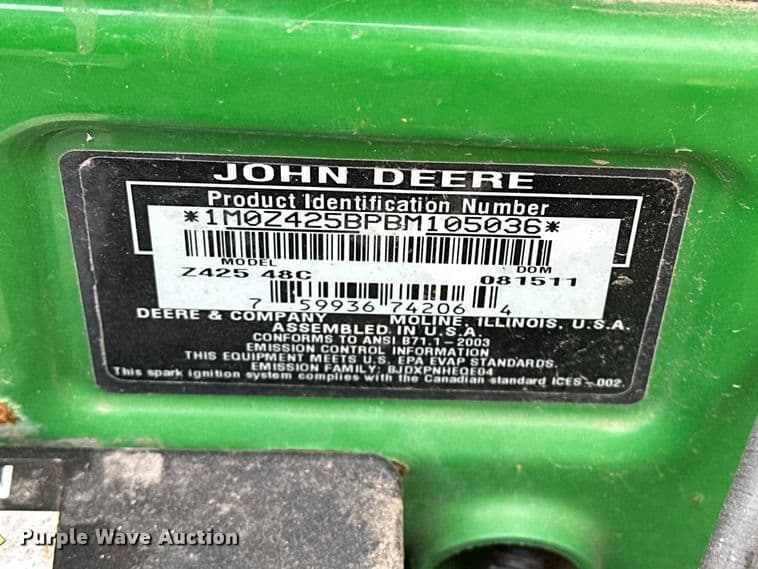 JOHN DEERE
Product Identification Number
*1M0Z425BPBM105036*
MODEL DOM
Z425 48C 081511
7 59936 74206 4
DEERE & COMPANY MOLINE, ILLINOIS, U.S.A.
ASSEMBLED IN U.S.A.
CONFORMS TO ANSI B71.1-2003
EMISSION CONTROL INFORMATION
THIS EQUIPMENT MEETS U.S. EPA EVAP STANDARDS.
EMISSION FAMILY: BJDXPNHEQE04
This spark ignition system complies with the Canadian standard ICES-002.
Purple Wave Auction